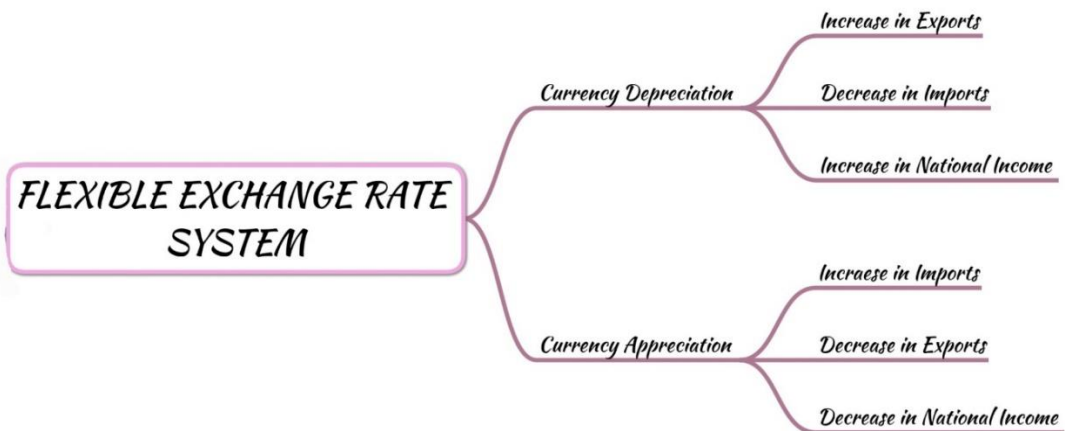 FLEXIBLE EXCHANGE RATE
SYSTEM
Currency Depreciation
Increase in Exports
Decrease in Imports
Increase in National Income
Currency Appreciation
Incraese in Imports
Decrease in Exports
Decrease in National Income